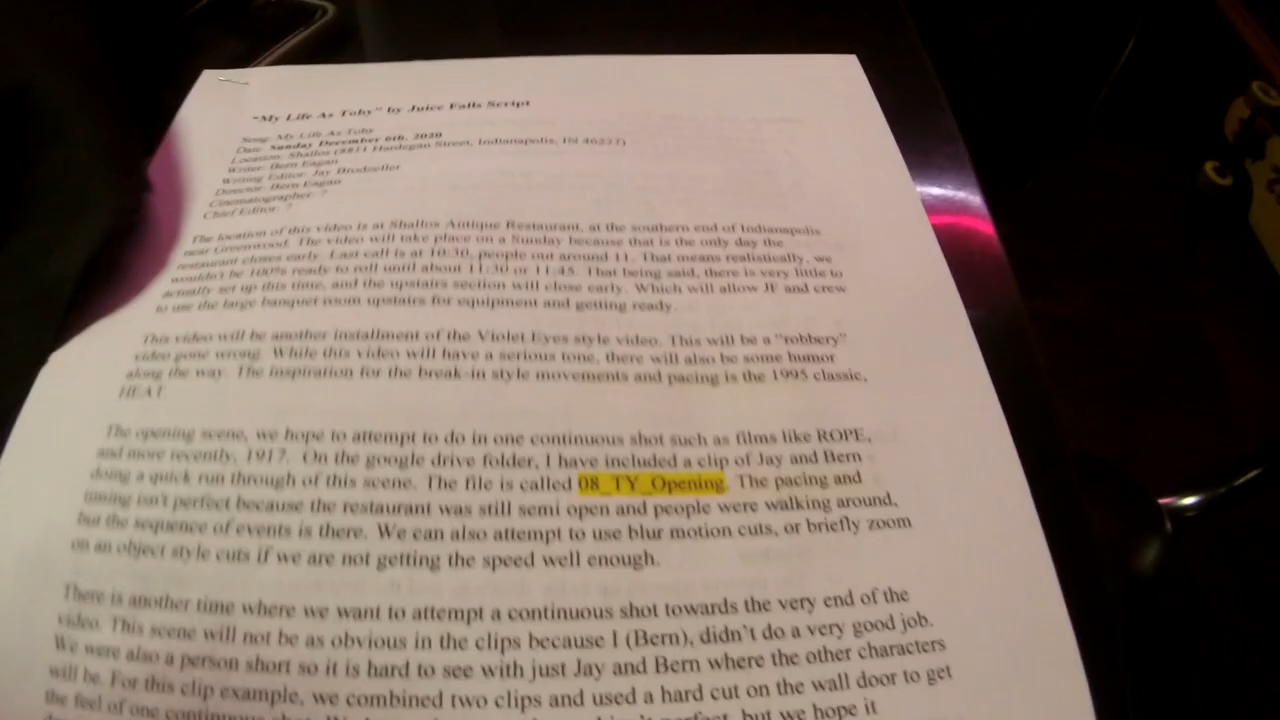 "My Life As Toby" by Juice Falls Script
Song: My Life As Toby
Date: Sunday December 6th, 2020
Location: Shallos (8811 Hardegan Street, Indianapolis, IN 46227)
Writer: Bern Eagan
Writing Editor: Jay
Director: Bern Eagan
Cinematographer: ?
Chief Editor: ?
The location of this video is at Shallos Antique Restaurant, at the southern end of Indianapolis
near Greenwood. The video will take place on a Sunday because that is the only day the
restaurant closes early. Last call is at 10:30, people out around 11. That means realistically, we
wouldn't be 100% ready to roll until about 11:30 or 11:45. That being said, there is very little to
actually set up this time, and the upstairs section will close early. Which will allow JF and crew
to use the large banquet room upstairs for equipment and getting ready.
This video will be another installment of the Violet Eyes style video. This will be a "robbery"
video gone wrong. While this video will have a serious tone, there will also be some humor
along the way. The inspiration for the break-in style movements and pacing is the 1995 classic,
HEAT.
The opening scene, we hope to attempt to do in one continuous shot such as films like ROPE,
and more recently, 1917. On the google drive folder, I have included a clip of Jay and Bern
doing a quick run through of this scene. The file is called 08_TY_Opening. The pacing and
timing isn't perfect because the restaurant was still semi open and people were walking around,
but the sequence of events is there. We can also attempt to use blur motion cuts, or briefly zoom
on an object style cuts if we are not getting the speed well enough.
There is another time where we want to attempt a continuous shot towards the very end of the
video. This scene will not be as obvious in the clips because I (Bern), didn't do a very good job.
We were also a person short so it is hard to see with just Jay and Bern where the other characters
will be. For this clip example, we combined two clips and used a hard cut on the wall door to get
the feel of one continuous shot. perfect, but we hope it